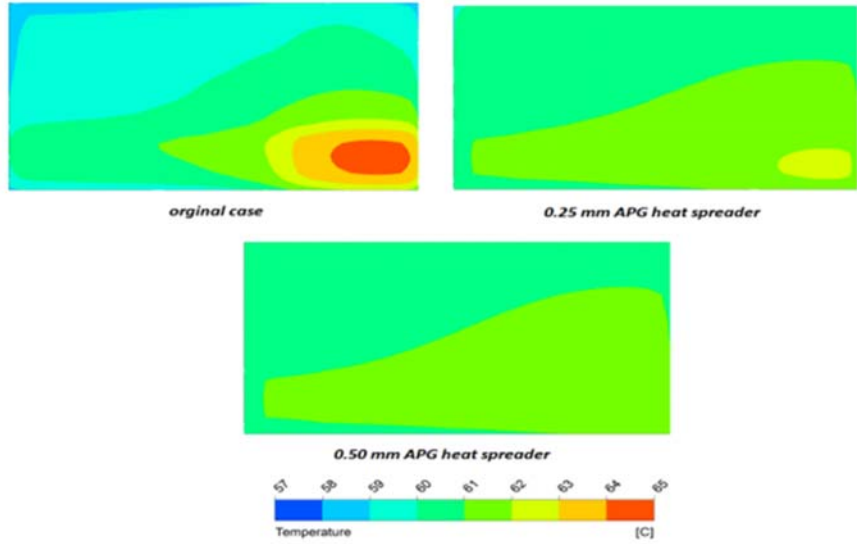 orginal case
0.25 mm APG heat spreader
0.50 mm APG heat spreader
57 58 59 60 61 62 63 64 65
Temperature [C]